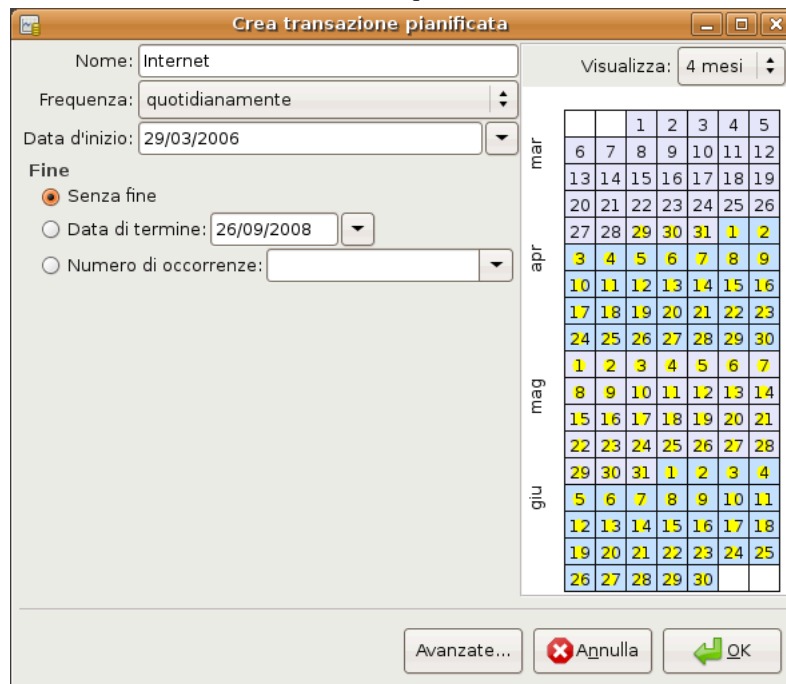 Crea transazione pianificata
Nome: Internet
Visualizza: 4 mesi
Frequenza: quotidianamente
Data d'inizio: 29/03/2006
Fine
Senza fine
Data di termine: 26/09/2008
Numero di occorrenze:
mar
1 2 3 4 5
6 7 8 9 10 11 12
13 14 15 16 17 18 19
20 21 22 23 24 25 26
27 28 29 30 31 1 2
apr
3 4 5 6 7 8 9
10 11 12 13 14 15 16
17 18 19 20 21 22 23
24 25 26 27 28 29 30
1 2 3 4 5 6 7
mag
8 9 10 11 12 13 14
15 16 17 18 19 20 21
22 23 24 25 26 27 28
29 30 31 1 2 3 4
giu
5 6 7 8 9 10 11
12 13 14 15 16 17 18
19 20 21 22 23 24 25
26 27 28 29 30
Avanzate... Annulla OK